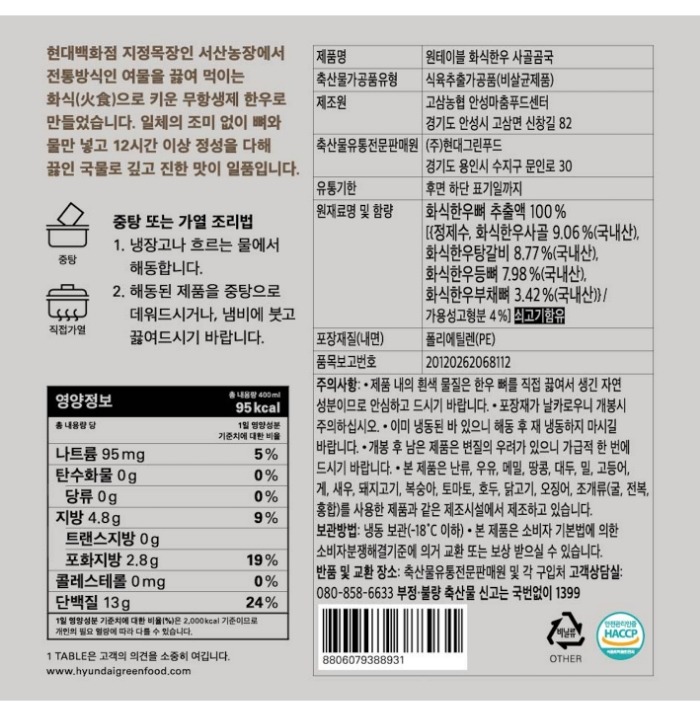 현대백화점 지정목장인 서산농장에서
전통방식인 여물을 끓여 먹이는
화식(火食)으로 키운 무항생제 한우로
만들었습니다. 일체의 조미 없이 뼈와
물만 넣고 12시간 이상 정성을 다해
끓인 국물로 깊고 진한 맛이 일품입니다.
중탕
직접가열
중탕 또는 가열 조리법
1. 냉장고나 흐르는 물에서
해동합니다.
2. 해동된 제품을 중탕으로
데워드시거나, 냄비에 붓고
끓여드시기 바랍니다.
영양정보
총 내용량 400ml
95kcal
총 내용량 당
1일 영양성분
기준치에 대한 비율
나트륨 95mg 5%
탄수화물 0g 0%
당류 0g 0%
지방 4.8g 9%
트랜스지방 0g
포화지방 2.8g 19%
콜레스테롤 0mg 0%
단백질 13g 24%
1일 영양성분 기준치에 대한 비율(%)은 2,000kcal 기준이므로
개인의 필요 열량에 따라 다를 수 있습니다.
1 TABLE은 고객의 의견을 소중히 여깁니다.
www.hyundaigreenfood.com
제품명 원테이블 화식한우 사골곰국
축산물가공품유형 식육추출가공품(비살균제품)
제조원 고삼농협 안성마춤푸드센터
경기도 안성시 고삼면 신창길 82
축산물유통전문판매원 (주)현대그린푸드
경기도 용인시 수지구 문인로 30
유통기한 후면 하단 표기일까지
원재료명 및 함량 화식한우뼈 추출액 100%
[{정제수, 화식한우사골 9.06%(국내산),
화식한우탕갈비 8.77%(국내산),
화식한우등뼈 7.98%(국내산),
화식한우부채뼈 3.42%(국내산)}/
가용성고형분 4%] 쇠고기함유
포장재질(내면) 폴리에틸렌(PE)
품목보고번호 20120262068112
주의사항: • 제품 내의 흰색 물질은 한우 뼈를 직접 끓여서 생긴 자연
성분이므로 안심하고 드시기 바랍니다. • 포장재가 날카로우니 개봉시
주의하십시오. • 이미 냉동된 바 있으니 해동 후 재 냉동하지 마시길
바랍니다. • 개봉 후 남은 제품은 변질의 우려가 있으니 가급적 한 번에
드시기 바랍니다. • 본 제품은 난류, 우유, 메밀, 땅콩, 대두, 밀, 고등어,
게, 새우, 돼지고기, 복숭아, 토마토, 호두, 닭고기, 오징어, 조개류(굴, 전복,
홍합)를 사용한 제품과 같은 제조시설에서 제조하고 있습니다.
보관방법: 냉동 보관(-18˚C 이하) • 본 제품은 소비자 기본법에 의한
소비자분쟁해결기준에 의거 교환 또는 보상 받으실 수 있습니다.
반품 및 교환 장소: 축산물유통전문판매원 및 각 구입처 고객상담실:
080-858-6633 부정·불량 축산물 신고는 국번없이 1399
8806079388931
비닐류
OTHER
안전관리인증
HACCP